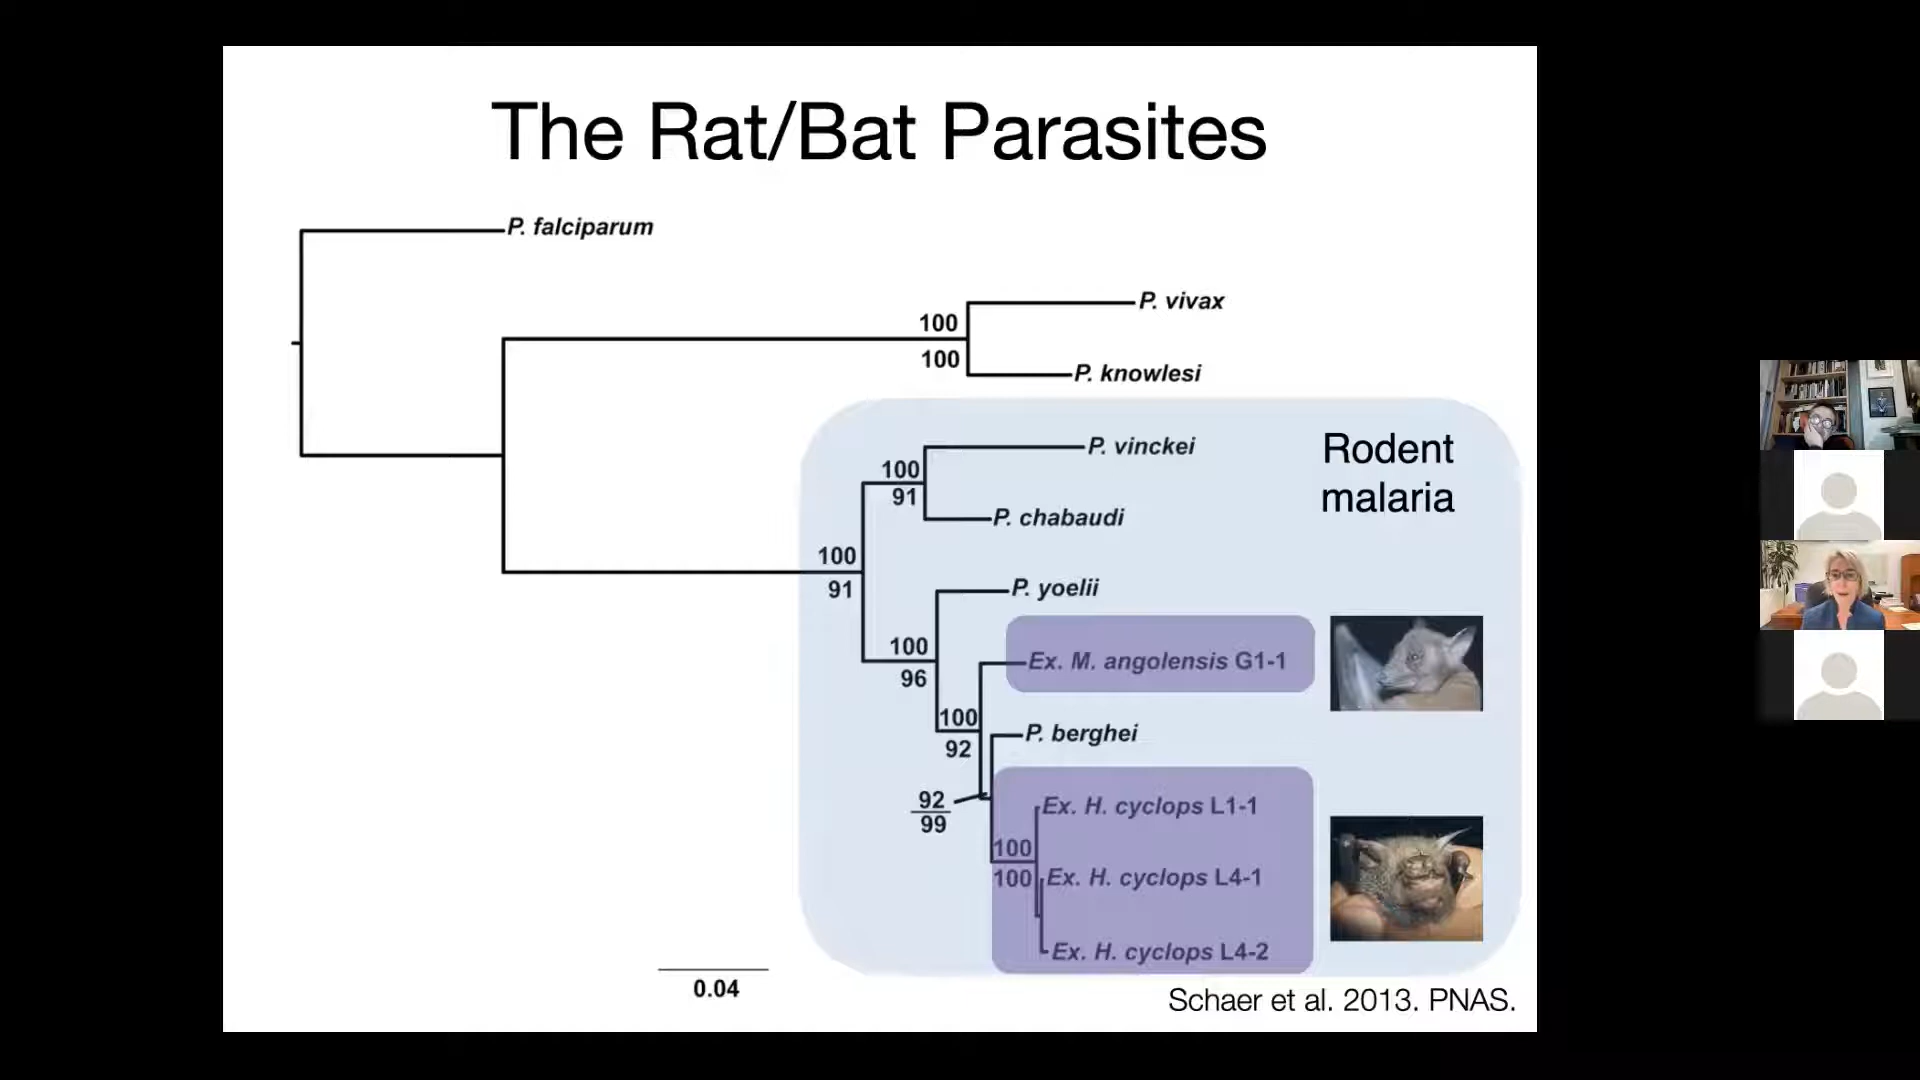 The Rat/Bat Parasites
P. falciparum
P. vivax
100
100
P. knowlesi
P. vinckei
Rodent
malaria
100
91
P. chabaudi
100
91
P. yoelii
100
96
Ex. M. angolensis G1-1
100
92
P. berghei
92
99
Ex. H. cyclops L1-1
100
100
Ex. H. cyclops L4-1
Ex. H. cyclops L4-2
0.04
Schaer et al. 2013. PNAS.